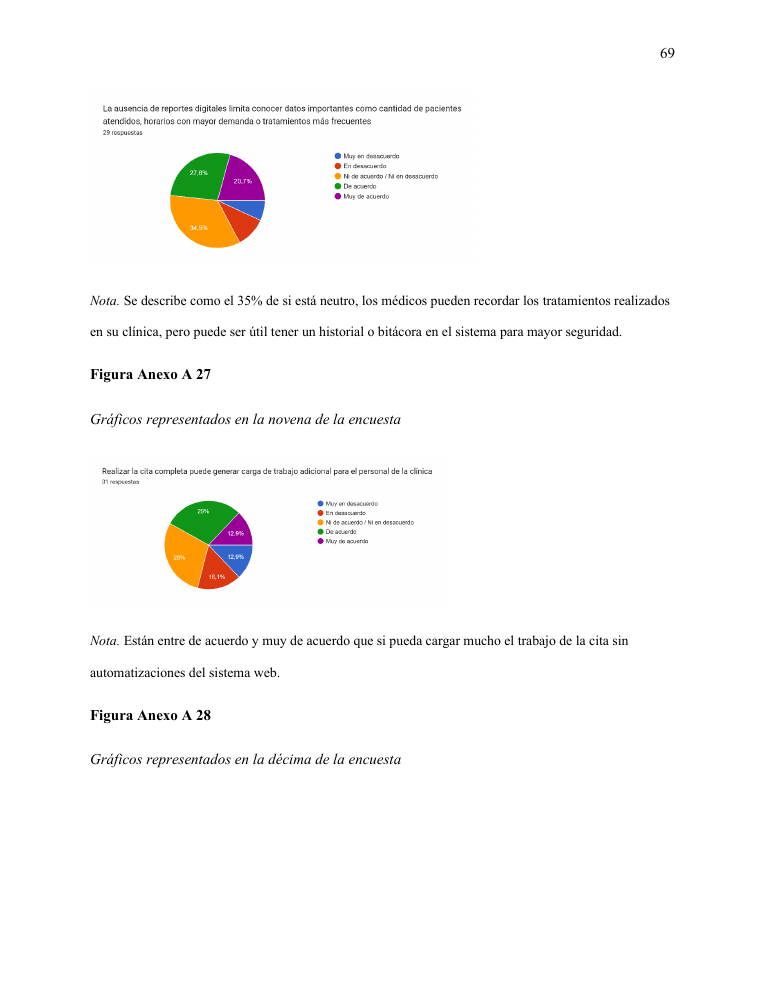 69
La ausencia de reportes digitales limita conocer datos importantes como cantidad de pacientes
atendidos, horarios con mayor demanda o tratamientos más frecuentes
29 respuestas
Muy en desacuerdo
En desacuerdo
Ni de acuerdo / Ni en desacuerdo
De acuerdo
Muy de acuerdo
27,6%
20,7%
34,5%
Nota. Se describe como el 35% de si está neutro, los médicos pueden recordar los tratamientos realizados
en su clínica, pero puede ser útil tener un historial o bitácora en el sistema para mayor seguridad.
Figura Anexo A 27
Gráficos representados en la novena de la encuesta
Realizar la cita completa puede generar carga de trabajo adicional para el personal de la clínica
31 respuestas
Muy en desacuerdo
En desacuerdo
Ni de acuerdo / Ni en desacuerdo
De acuerdo
Muy de acuerdo
29%
12,9%
29%
12,9%
16,1%
Nota. Están entre de acuerdo y muy de acuerdo que si pueda cargar mucho el trabajo de la cita sin
automatizaciones del sistema web.
Figura Anexo A 28
Gráficos representados en la décima de la encuesta